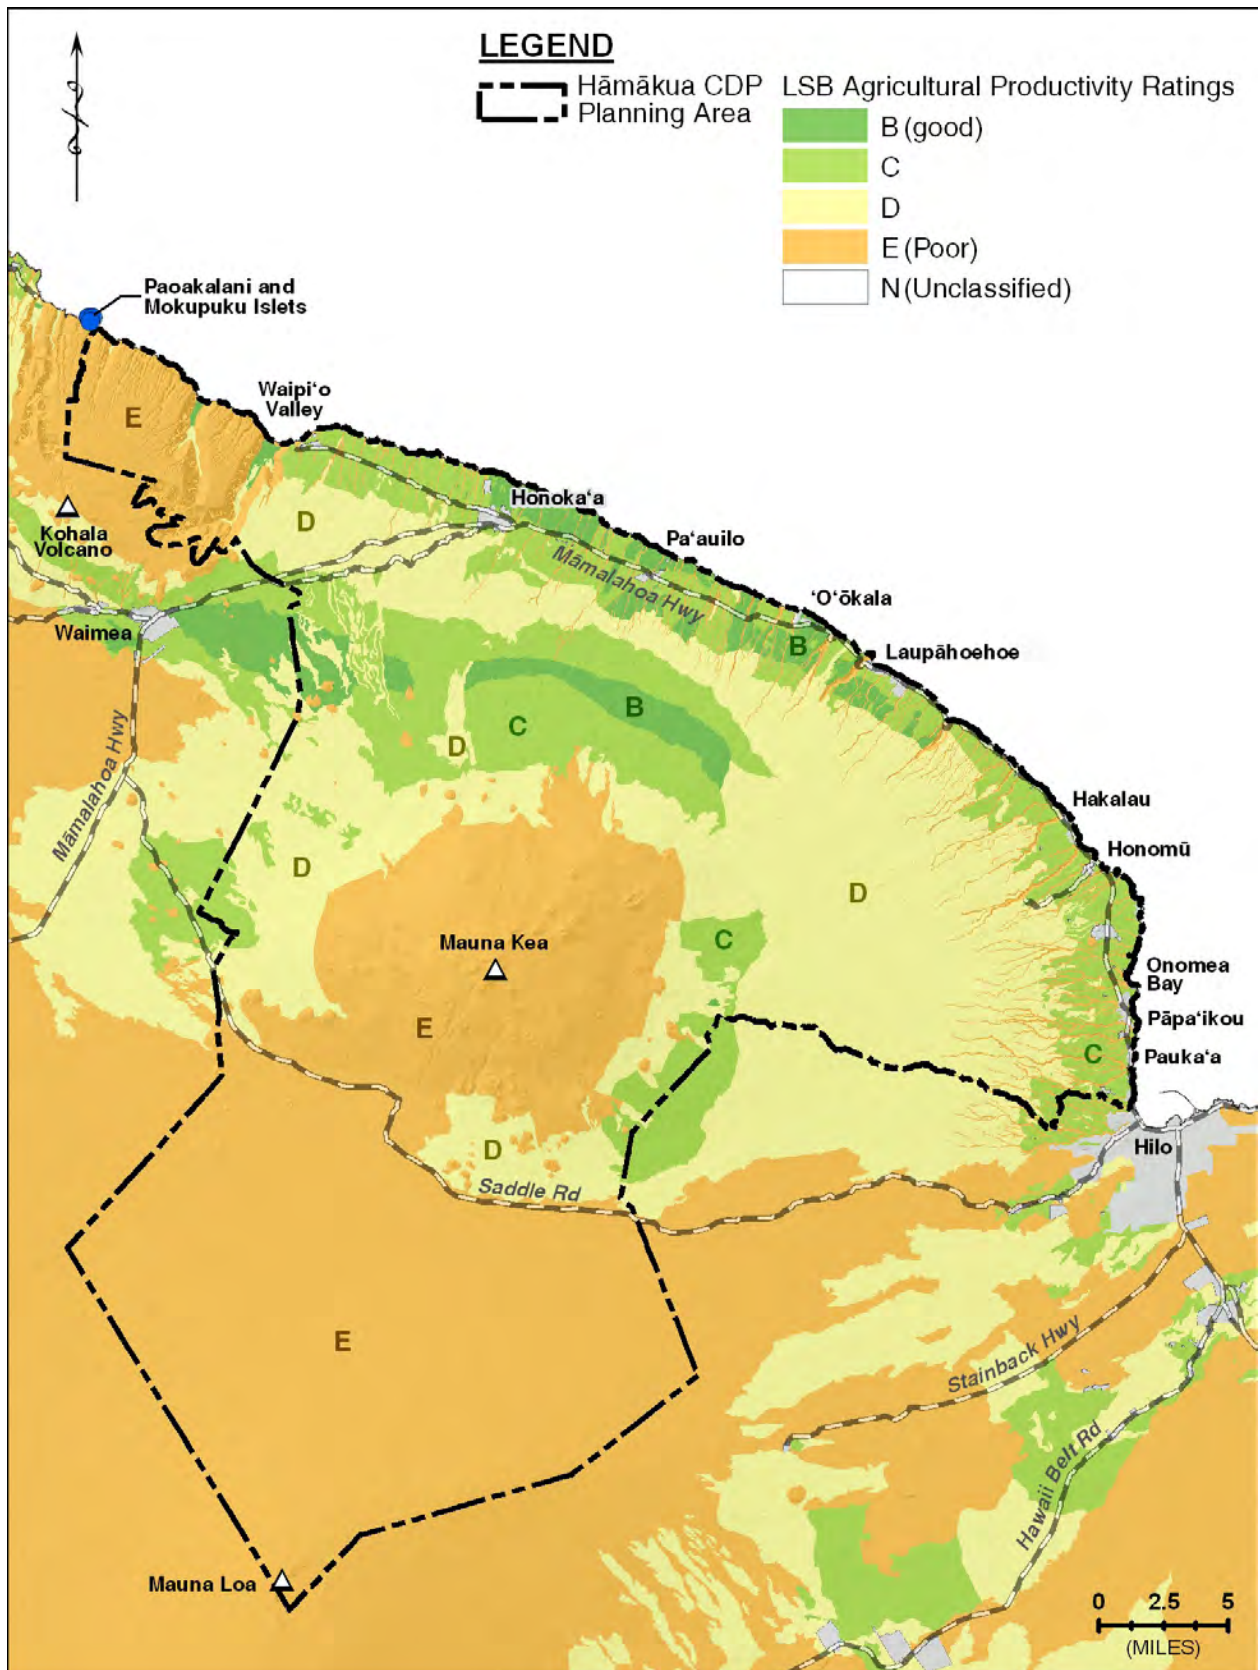 LEGEND
Hāmākua CDP
Planning Area
LSB Agricultural Productivity Ratings
B (good)
C
D
E (Poor)
N (Unclassified)
Paoakalani and
Mokupuku Islets
Waipi‘o
Valley
E
Honoka‘a
D
Kohala
Volcano
Pa‘auilo
Māmalahoa Hwy
‘O‘ōkala
Waimea
B
Laupāhoehoe
B
C
D
Māmalahoa Hwy
Hakalau
Honomū
D
D
Mauna Kea
C
Onomea
Bay
Pāpa‘ikou
E
C
Pauka‘a
D
Hilo
Saddle Rd
E
Stainback Hwy
Hawaii Belt Rd
Mauna Loa
0 2.5 5
(MILES)